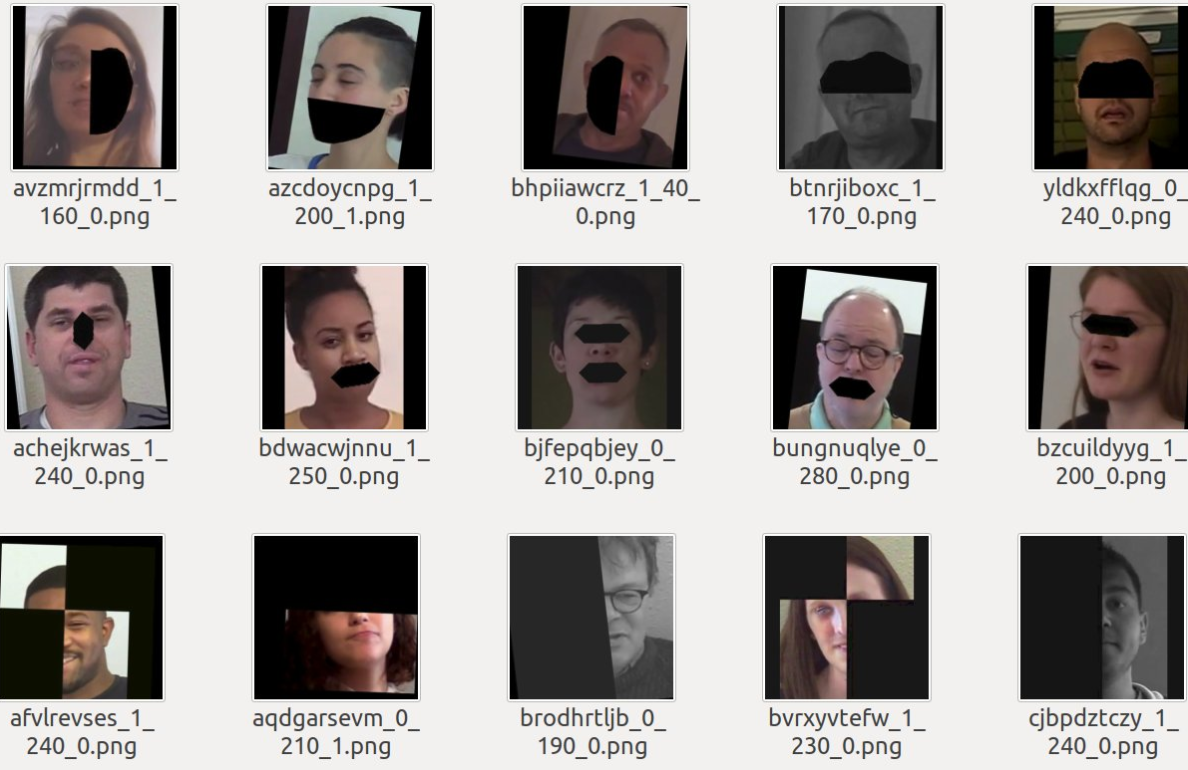 avzmrjrmdd_1_
160_0.png
azcdoycnpg_1_
200_1.png
bhpiiawcrz_1_40_
0.png
btnrjiboxc_1_
170_0.png
yldkxfflqg_0_
240_0.png
achejkrwas_1_
240_0.png
bdwacwjnnu_1_
250_0.png
bjfepqbjey_0_
210_0.png
bungnuqlye_0_
280_0.png
bzcuildyyg_1_
200_0.png
afvlrevses_1_
240_0.png
aqdgarsevm_0_
210_1.png
brodhrtljb_0_
190_0.png
bvrxyvtefw_1_
230_0.png
cjbpdztczy_1_
240_0.png